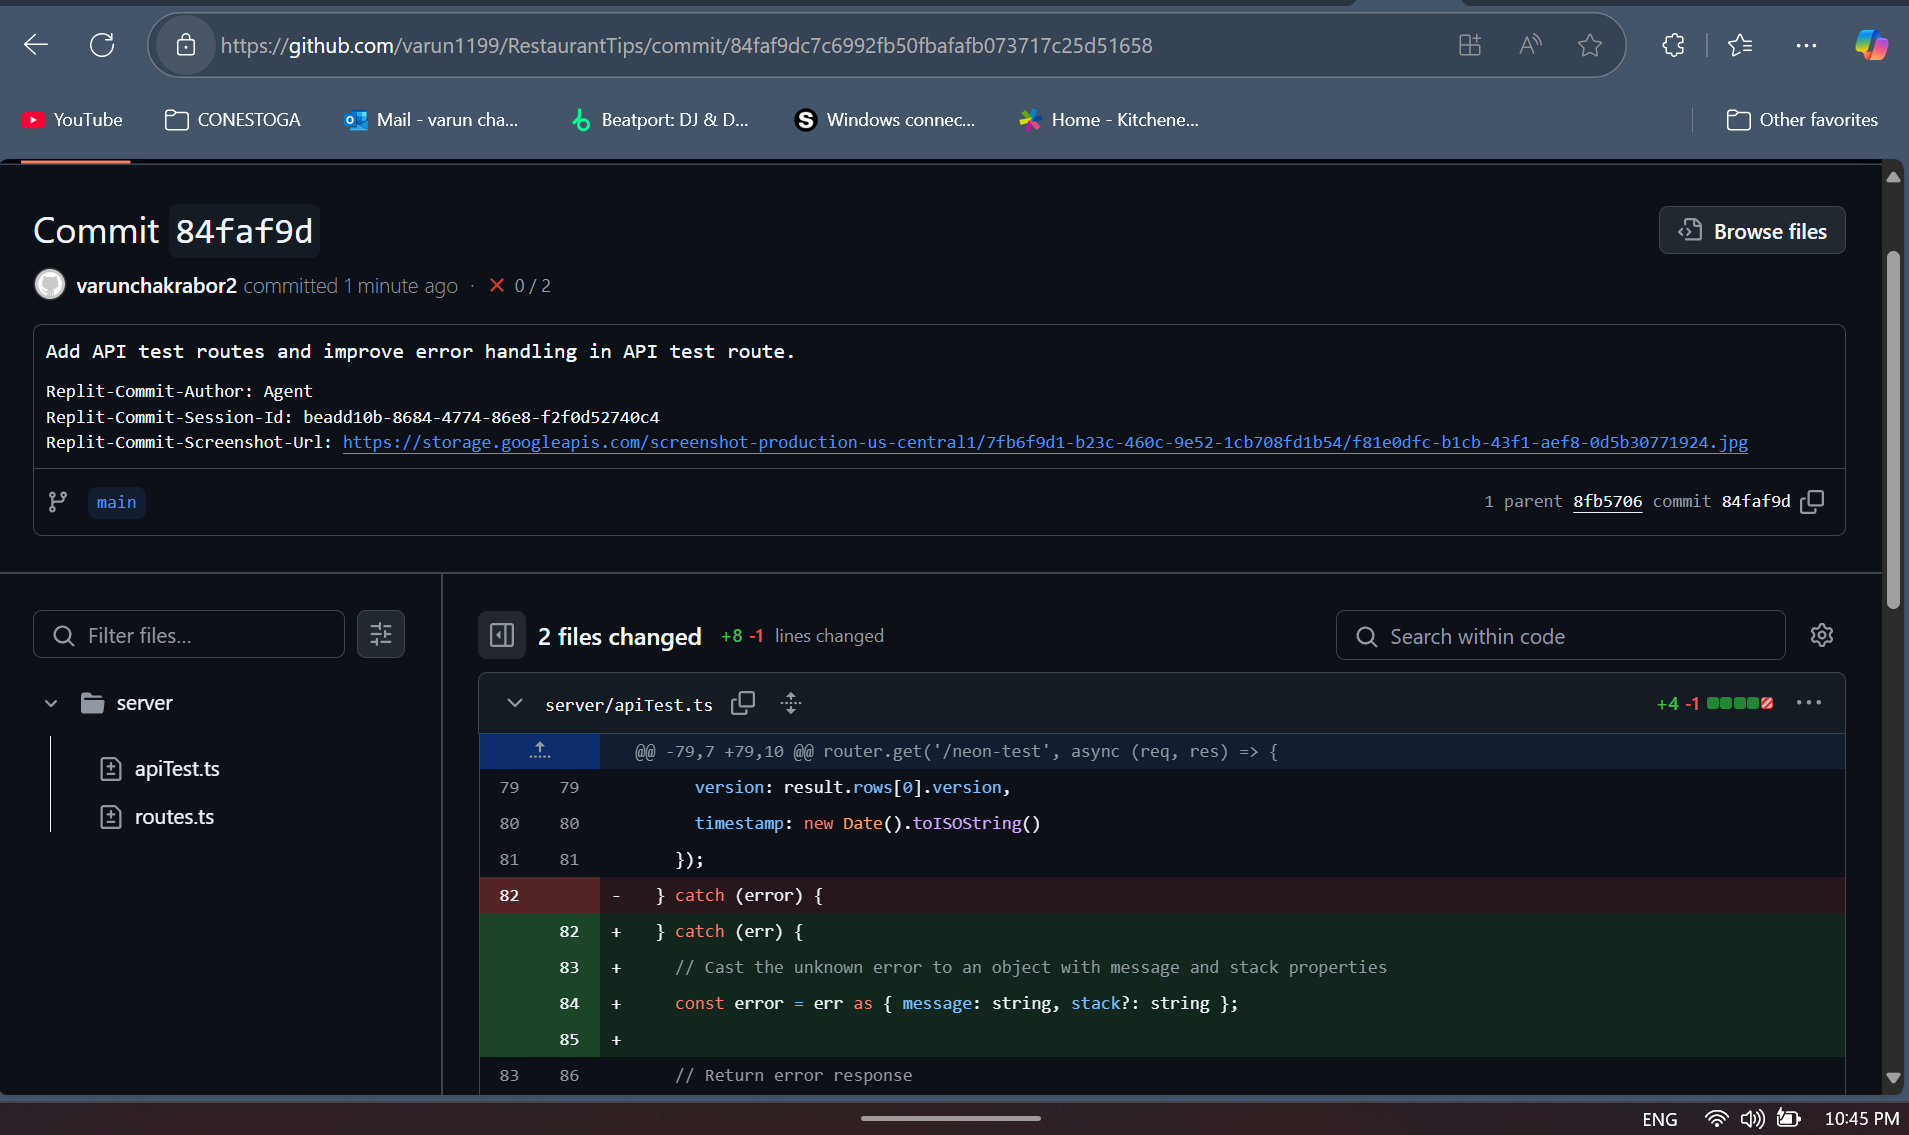 https://github.com/varun1199/RestaurantTips/commit/84faf9dc7c6992fb50fbafafb073717c25d51658
YouTube CONESTOGA Mail - varun cha... Beatport: DJ & D... Windows connec... Home - Kitchene... Other favorites
Commit 84faf9d
Browse files
varunchakrabor2 committed 1 minute ago · 0 / 2
Add API test routes and improve error handling in API test route.
Replit-Commit-Author: Agent
Replit-Commit-Session-Id: beadd10b-8684-4774-86e8-f2f0d52740c4
Replit-Commit-Screenshot-Url: https://storage.googleapis.com/screenshot-production-us-central1/7fb6f9d1-b23c-460c-9e52-1cb708fd1b54/f81e0dfc-b1cb-43f1-aef8-0d5b30771924.jpg
main
1 parent 8fb5706 commit 84faf9d
Filter files...
server
apiTest.ts
routes.ts
2 files changed +8 -1 lines changed
Search within code
server/apiTest.ts +4 -1
@@ -79,7 +79,10 @@ router.get('/neon-test', async (req, res) => {
79 79 version: result.rows[0].version,
80 80 timestamp: new Date().toISOString()
81 81 });
82 - } catch (error) {
82 + } catch (err) {
83 + // Cast the unknown error to an object with message and stack properties
84 + const error = err as { message: string, stack?: string };
85 +
83 86 // Return error response
ENG 10:45 PM